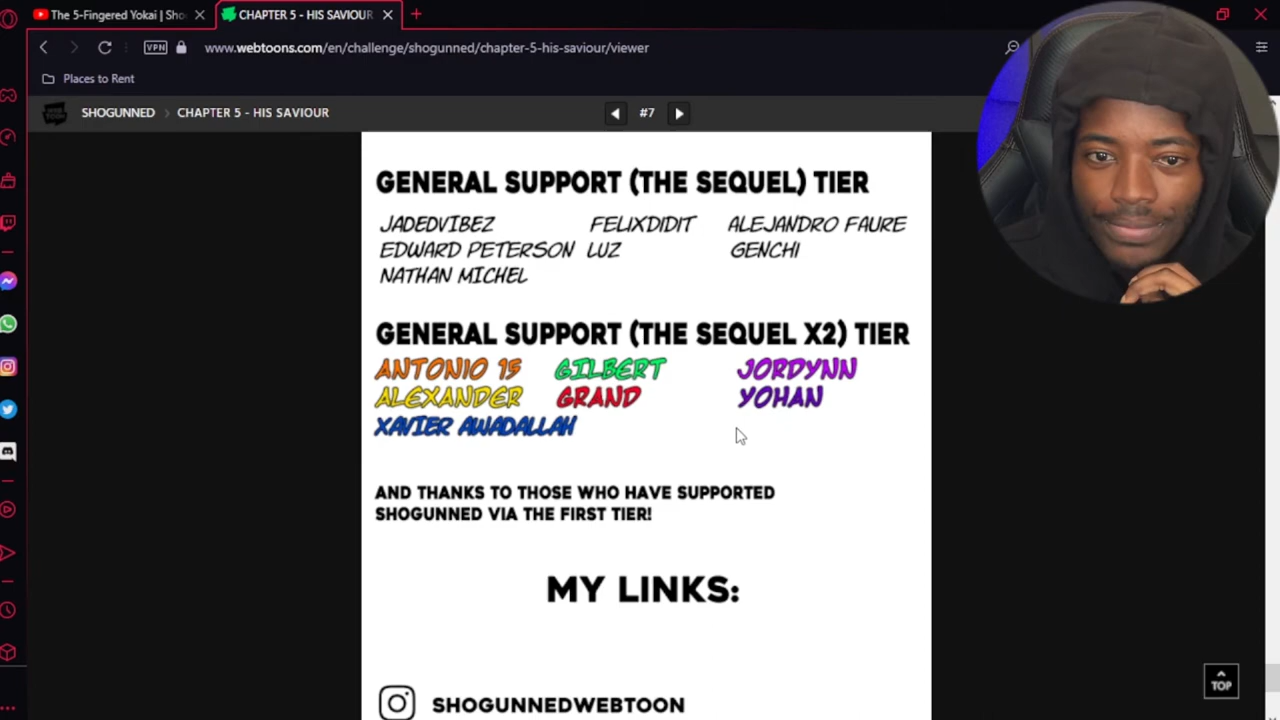 The 5-Fingered Yokai | Sho
CHAPTER 5 - HIS SAVIOUR
VPN
www.webtoons.com/en/challenge/shogunned/chapter-5-his-saviour/viewer
Places to Rent
SHOGUNNED > CHAPTER 5 - HIS SAVIOUR
#7
GENERAL SUPPORT (THE SEQUEL) TIER
JADEDVIBEZ FELIXDIDIT ALEJANDRO FAURE
EDWARD PETERSON LUZ GENCHI
NATHAN MICHEL
GENERAL SUPPORT (THE SEQUEL X2) TIER
ANTONIO 15 GILBERT JORDYNN
ALEXANDER GRAND YOHAN
XAVIER AWADALLAH
AND THANKS TO THOSE WHO HAVE SUPPORTED
SHOGUNNED VIA THE FIRST TIER!
MY LINKS:
SHOGUNNEDWEBTOON
TOP